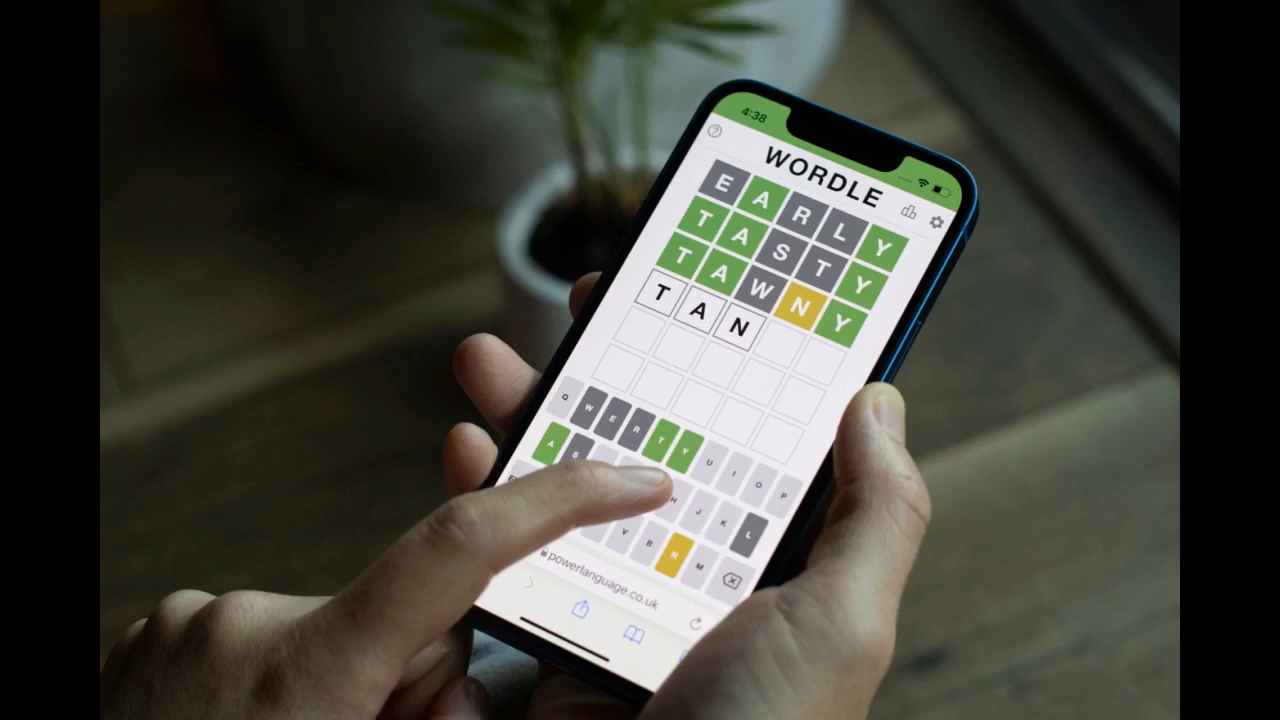 4:38
WORDLE
EARLY
TASTY
TAWNY
TAN
Q W E R T Y U I O P
A S H J K L
E V B N M
powerlanguage.co.uk